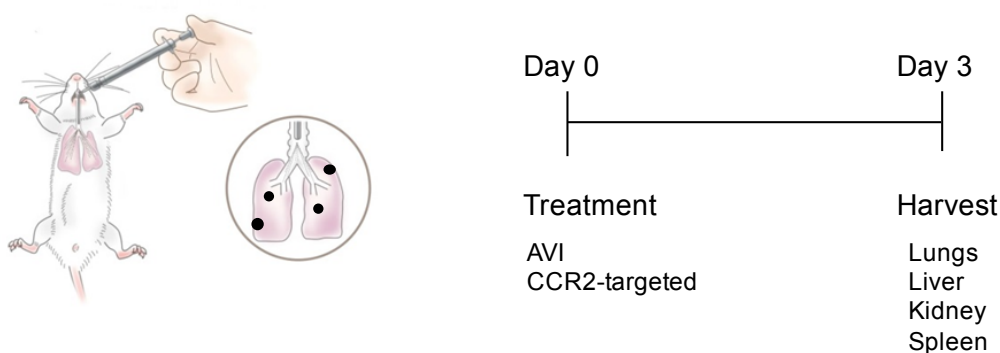 Day 0
Day 3
Treatment
AVI
CCR2-targeted
Harvest
Lungs
Liver
Kidney
Spleen